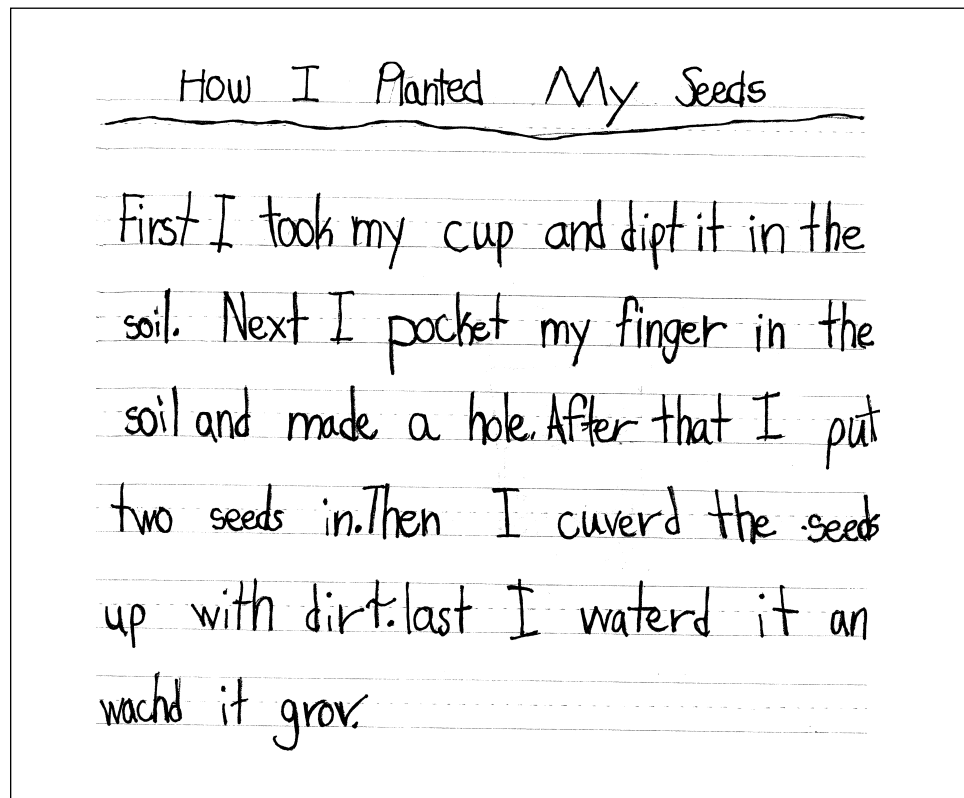 How I Planted My Seeds
First I took my cup and dipt it in the
soil. Next I pocket my finger in the
soil and made a hole. After that I put
two seeds in. Then I cuverd the seeds
up with dirt. last I waterd it an
wachd it grov.